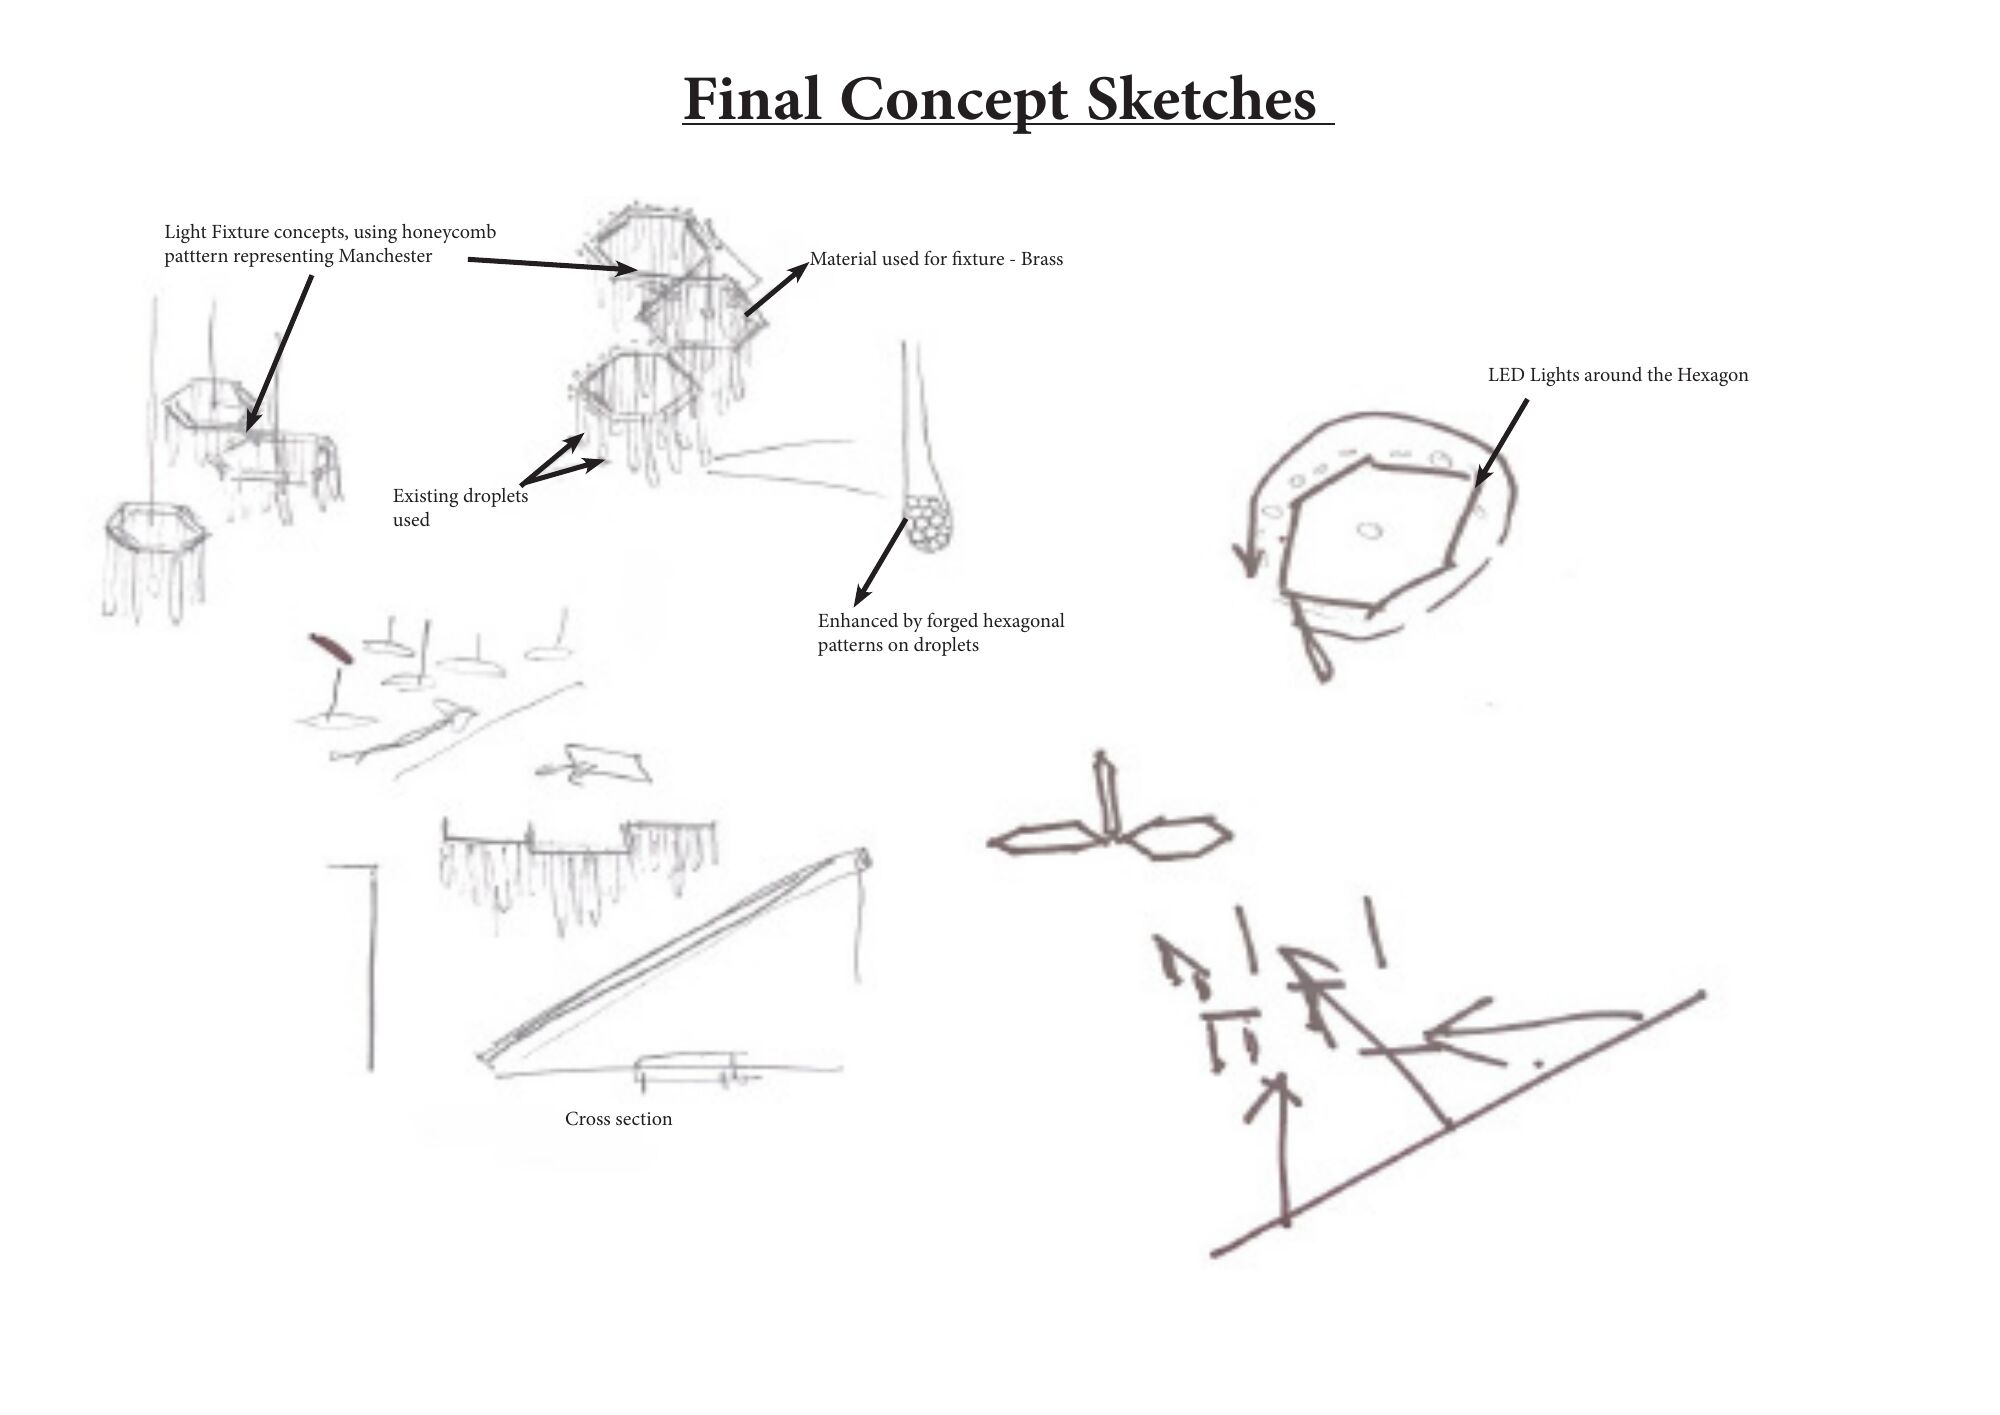 Final Concept Sketches
Light Fixture concepts, using honeycomb
patttern representing Manchester
Material used for fixture - Brass
LED Lights around the Hexagon
Existing droplets
used
Enhanced by forged hexagonal
patterns on droplets
Cross section